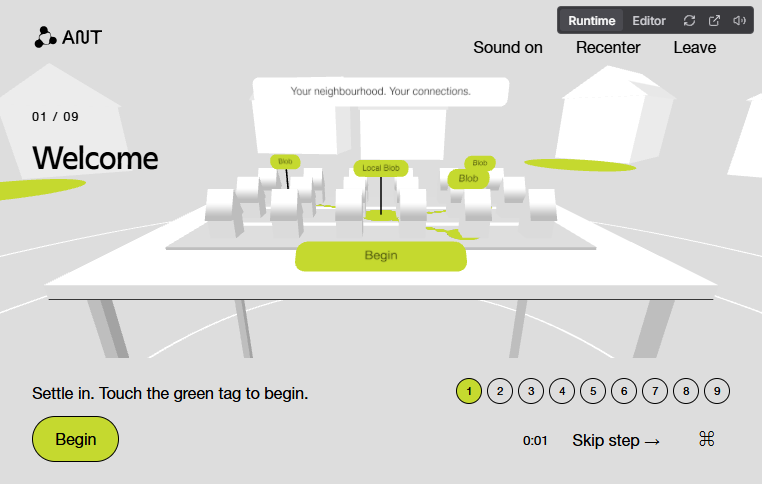 Runtime Editor
ANT
Sound on Recenter Leave
Your neighbourhood. Your connections.
01 / 09
Welcome
Blob
Local Blob
Blob
Blob
Begin
Settle in. Touch the green tag to begin.
1 2 3 4 5 6 7 8 9
Begin
0:01 Skip step → ⌘